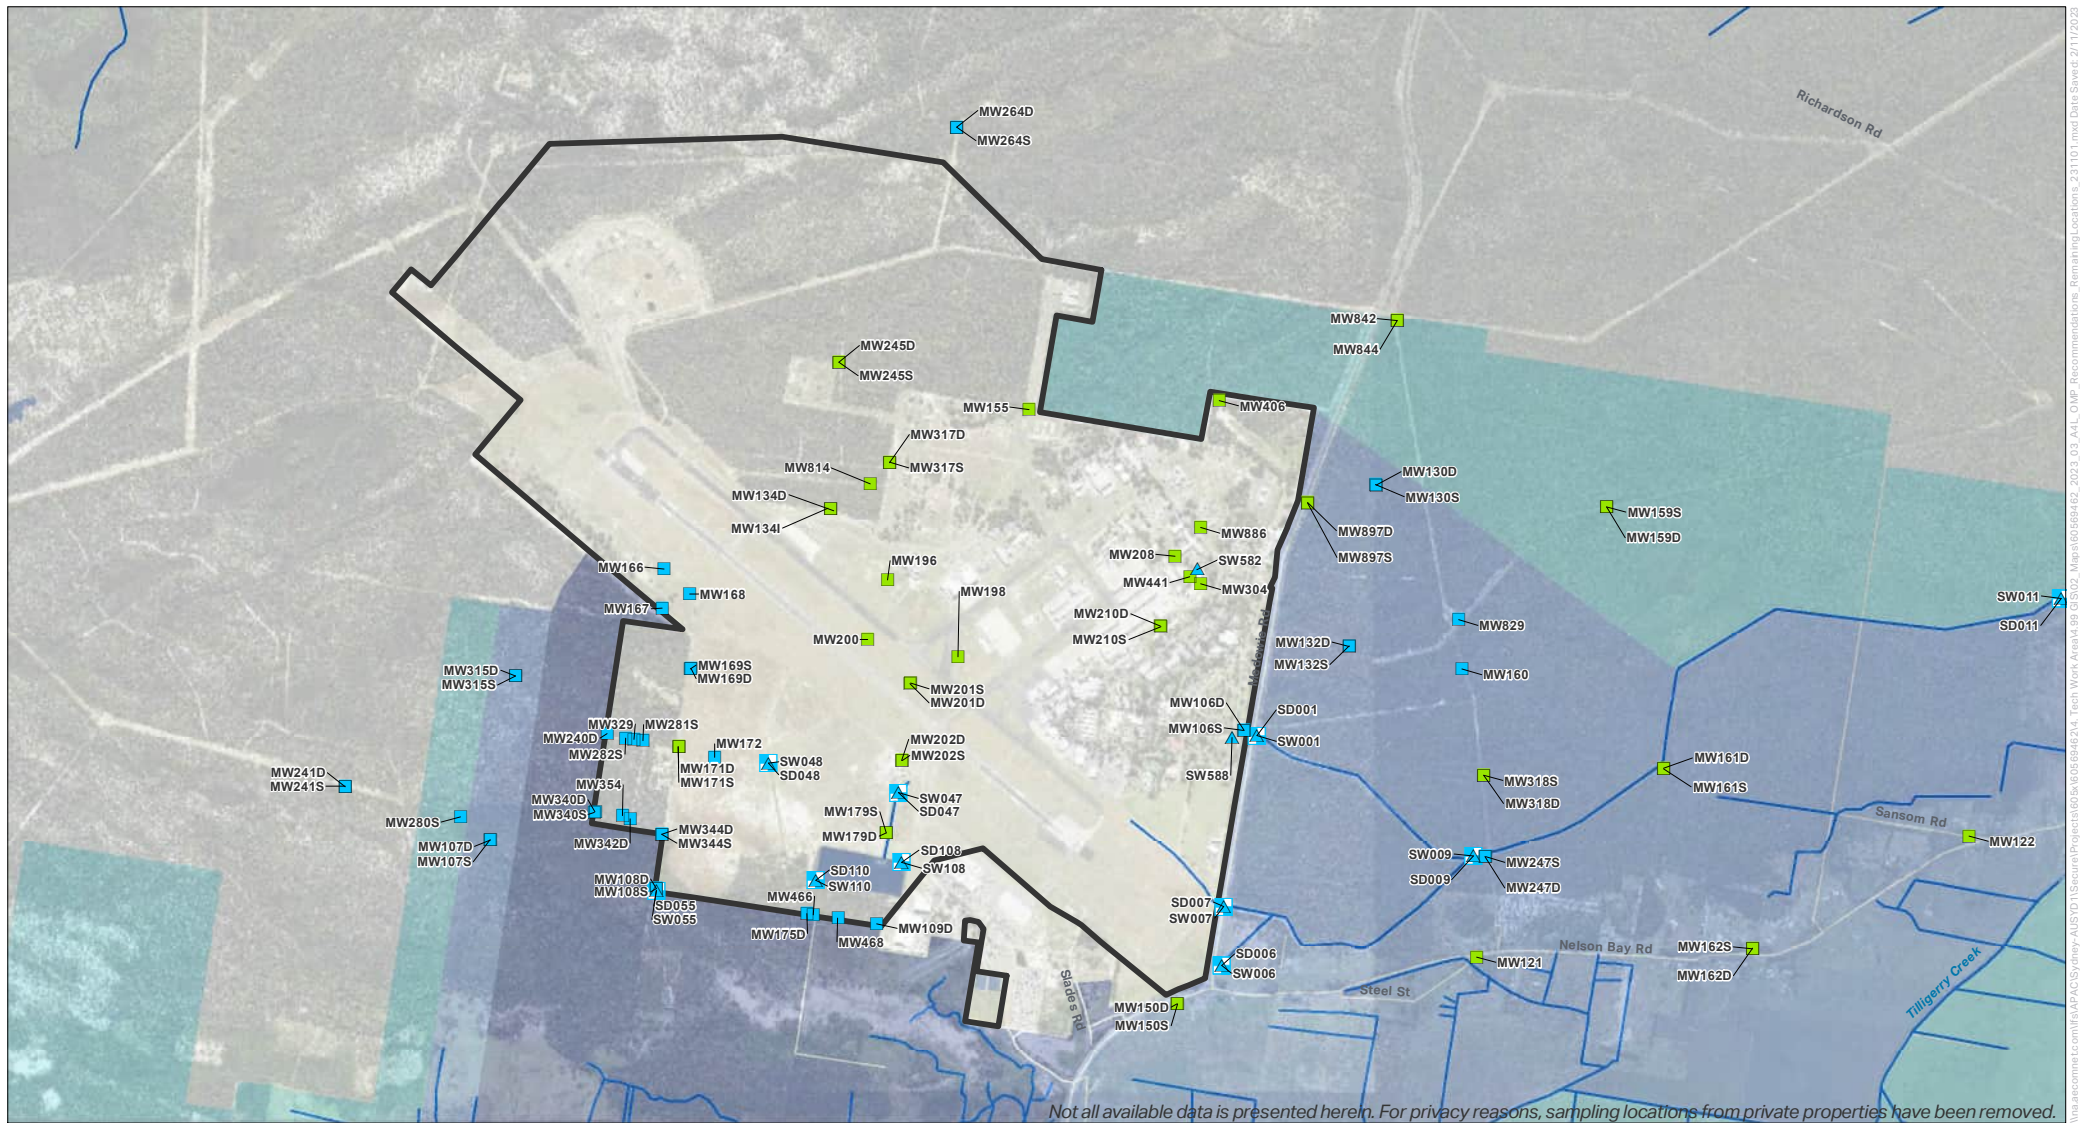 MW264D
MW264S
Richardson Rd
MW842
MW844
MW245D
MW245S
MW155
MW406
MW317D
MW317S
MW814
MW134D
MW134I
MW130D
MW130S
MW159S
MW159D
MW897D
MW897S
MW886
MW208
SW582
MW441
MW304
MW196
MW198
MW166
MW168
MW167
MW210D
MW210S
Medowie Rd
MW200
MW132D
MW132S
MW829
MW160
SW011
SD011
MW315D
MW315S
MW169S
MW169D
MW201S
MW201D
MW106D
MW106S
SD001
SW001
SW588
MW329
MW281S
MW240D
MW282S
MW172
MW171D
MW171S
SW048
SD048
MW202D
MW202S
MW241D
MW241S
MW354
MW340D
MW340S
MW342D
MW344D
MW344S
SW047
SD047
MW179S
MW179D
MW280S
MW107D
MW107S
MW318S
MW318D
MW161D
MW161S
Sansom Rd
MW122
SW009
SD009
MW247S
MW247D
MW108D
MW108S
SD055
SW055
SD110
SW110
SD108
SW108
MW466
MW175D
MW468
MW109D
SD007
SW007
SD006
SW006
MW121
Nelson Bay Rd
MW162S
MW162D
Steel St
Slades Rd
MW150D
MW150S
Tilligerry Creek
Not all available data is presented herein. For privacy reasons, sampling locations from private properties have been removed.